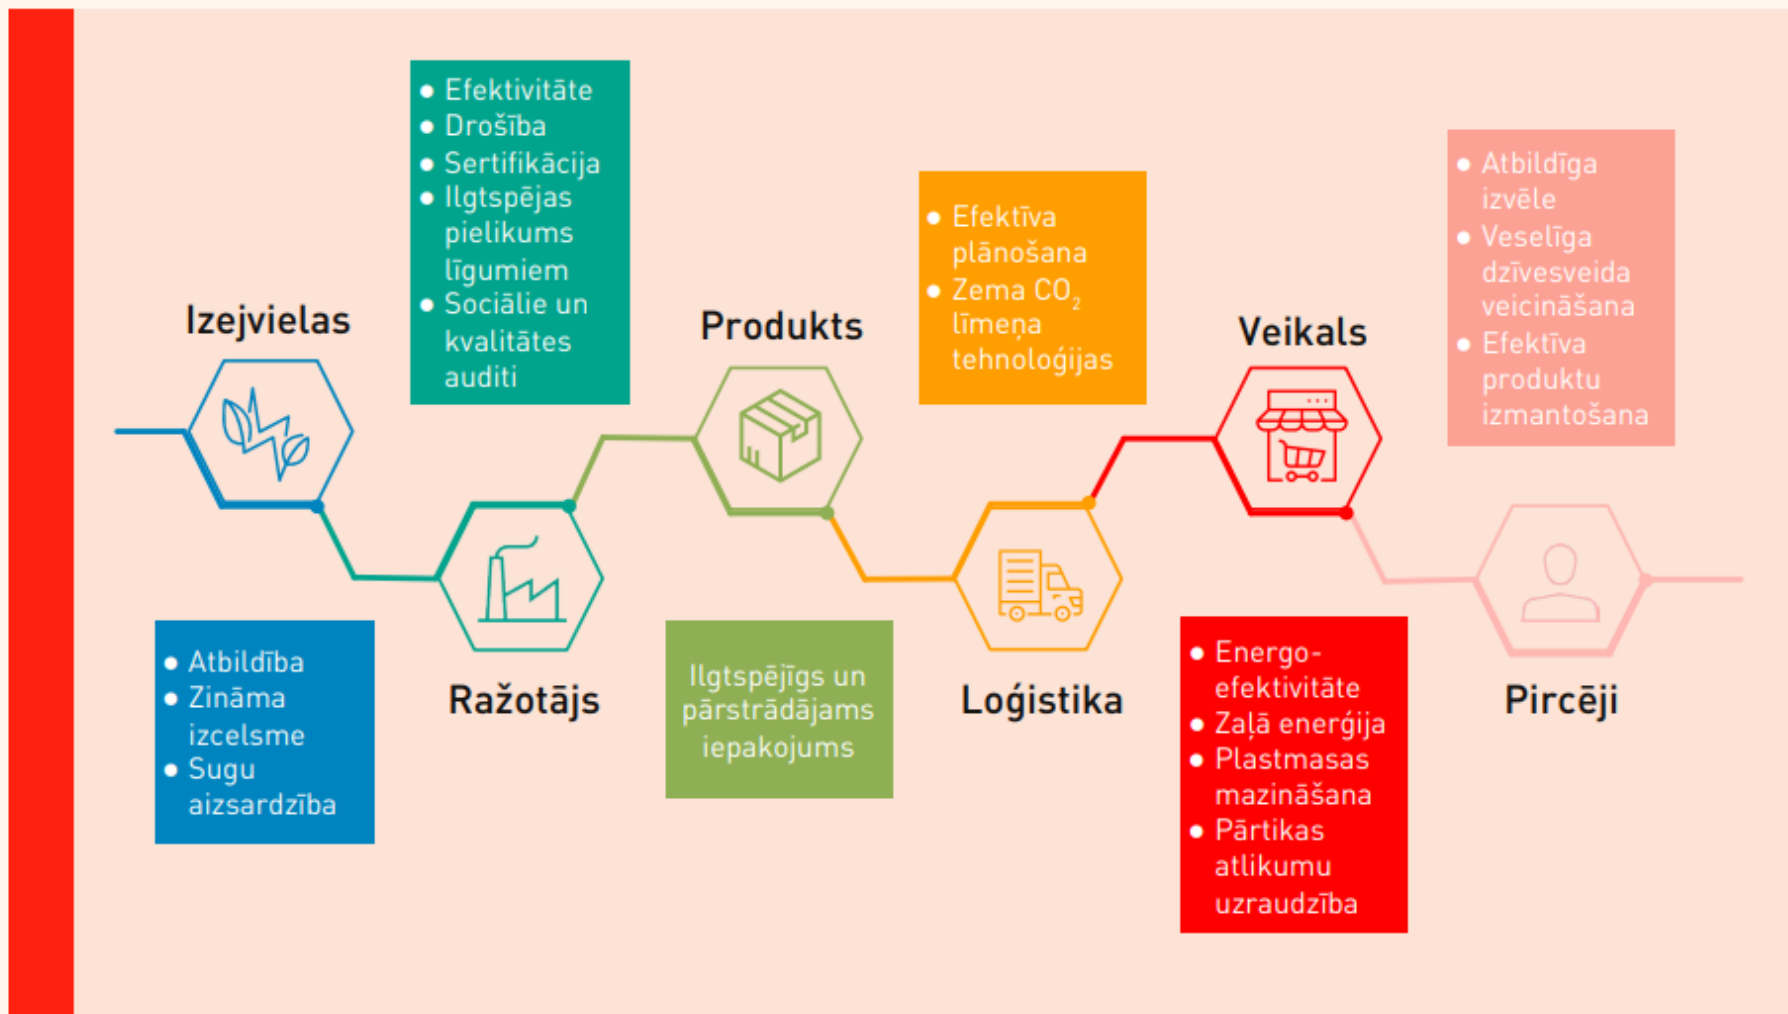 Izejvielas
● Atbildība
● Zināma
izcelsme
● Sugu
aizsardzība
● Efektivitāte
● Drošība
● Sertifikācija
● Ilgtspējas
pielikums
līgumiem
● Sociālie un
kvalitātes
auditi
Ražotājs
Produkts
Ilgtspējīgs un
pārstrādājams
iepakojums
● Efektīva
plānošana
● Zema CO₂
līmeņa
tehnoloģijas
Loģistika
Veikals
● Energo-
efektivitāte
● Zaļā enerģija
● Plastmasas
mazināšana
● Pārtikas
atlikumu
uzraudzība
● Atbildīga
izvēle
● Veselīga
dzīvesveida
veicināšana
● Efektīva
produktu
izmantošana
Pircēji